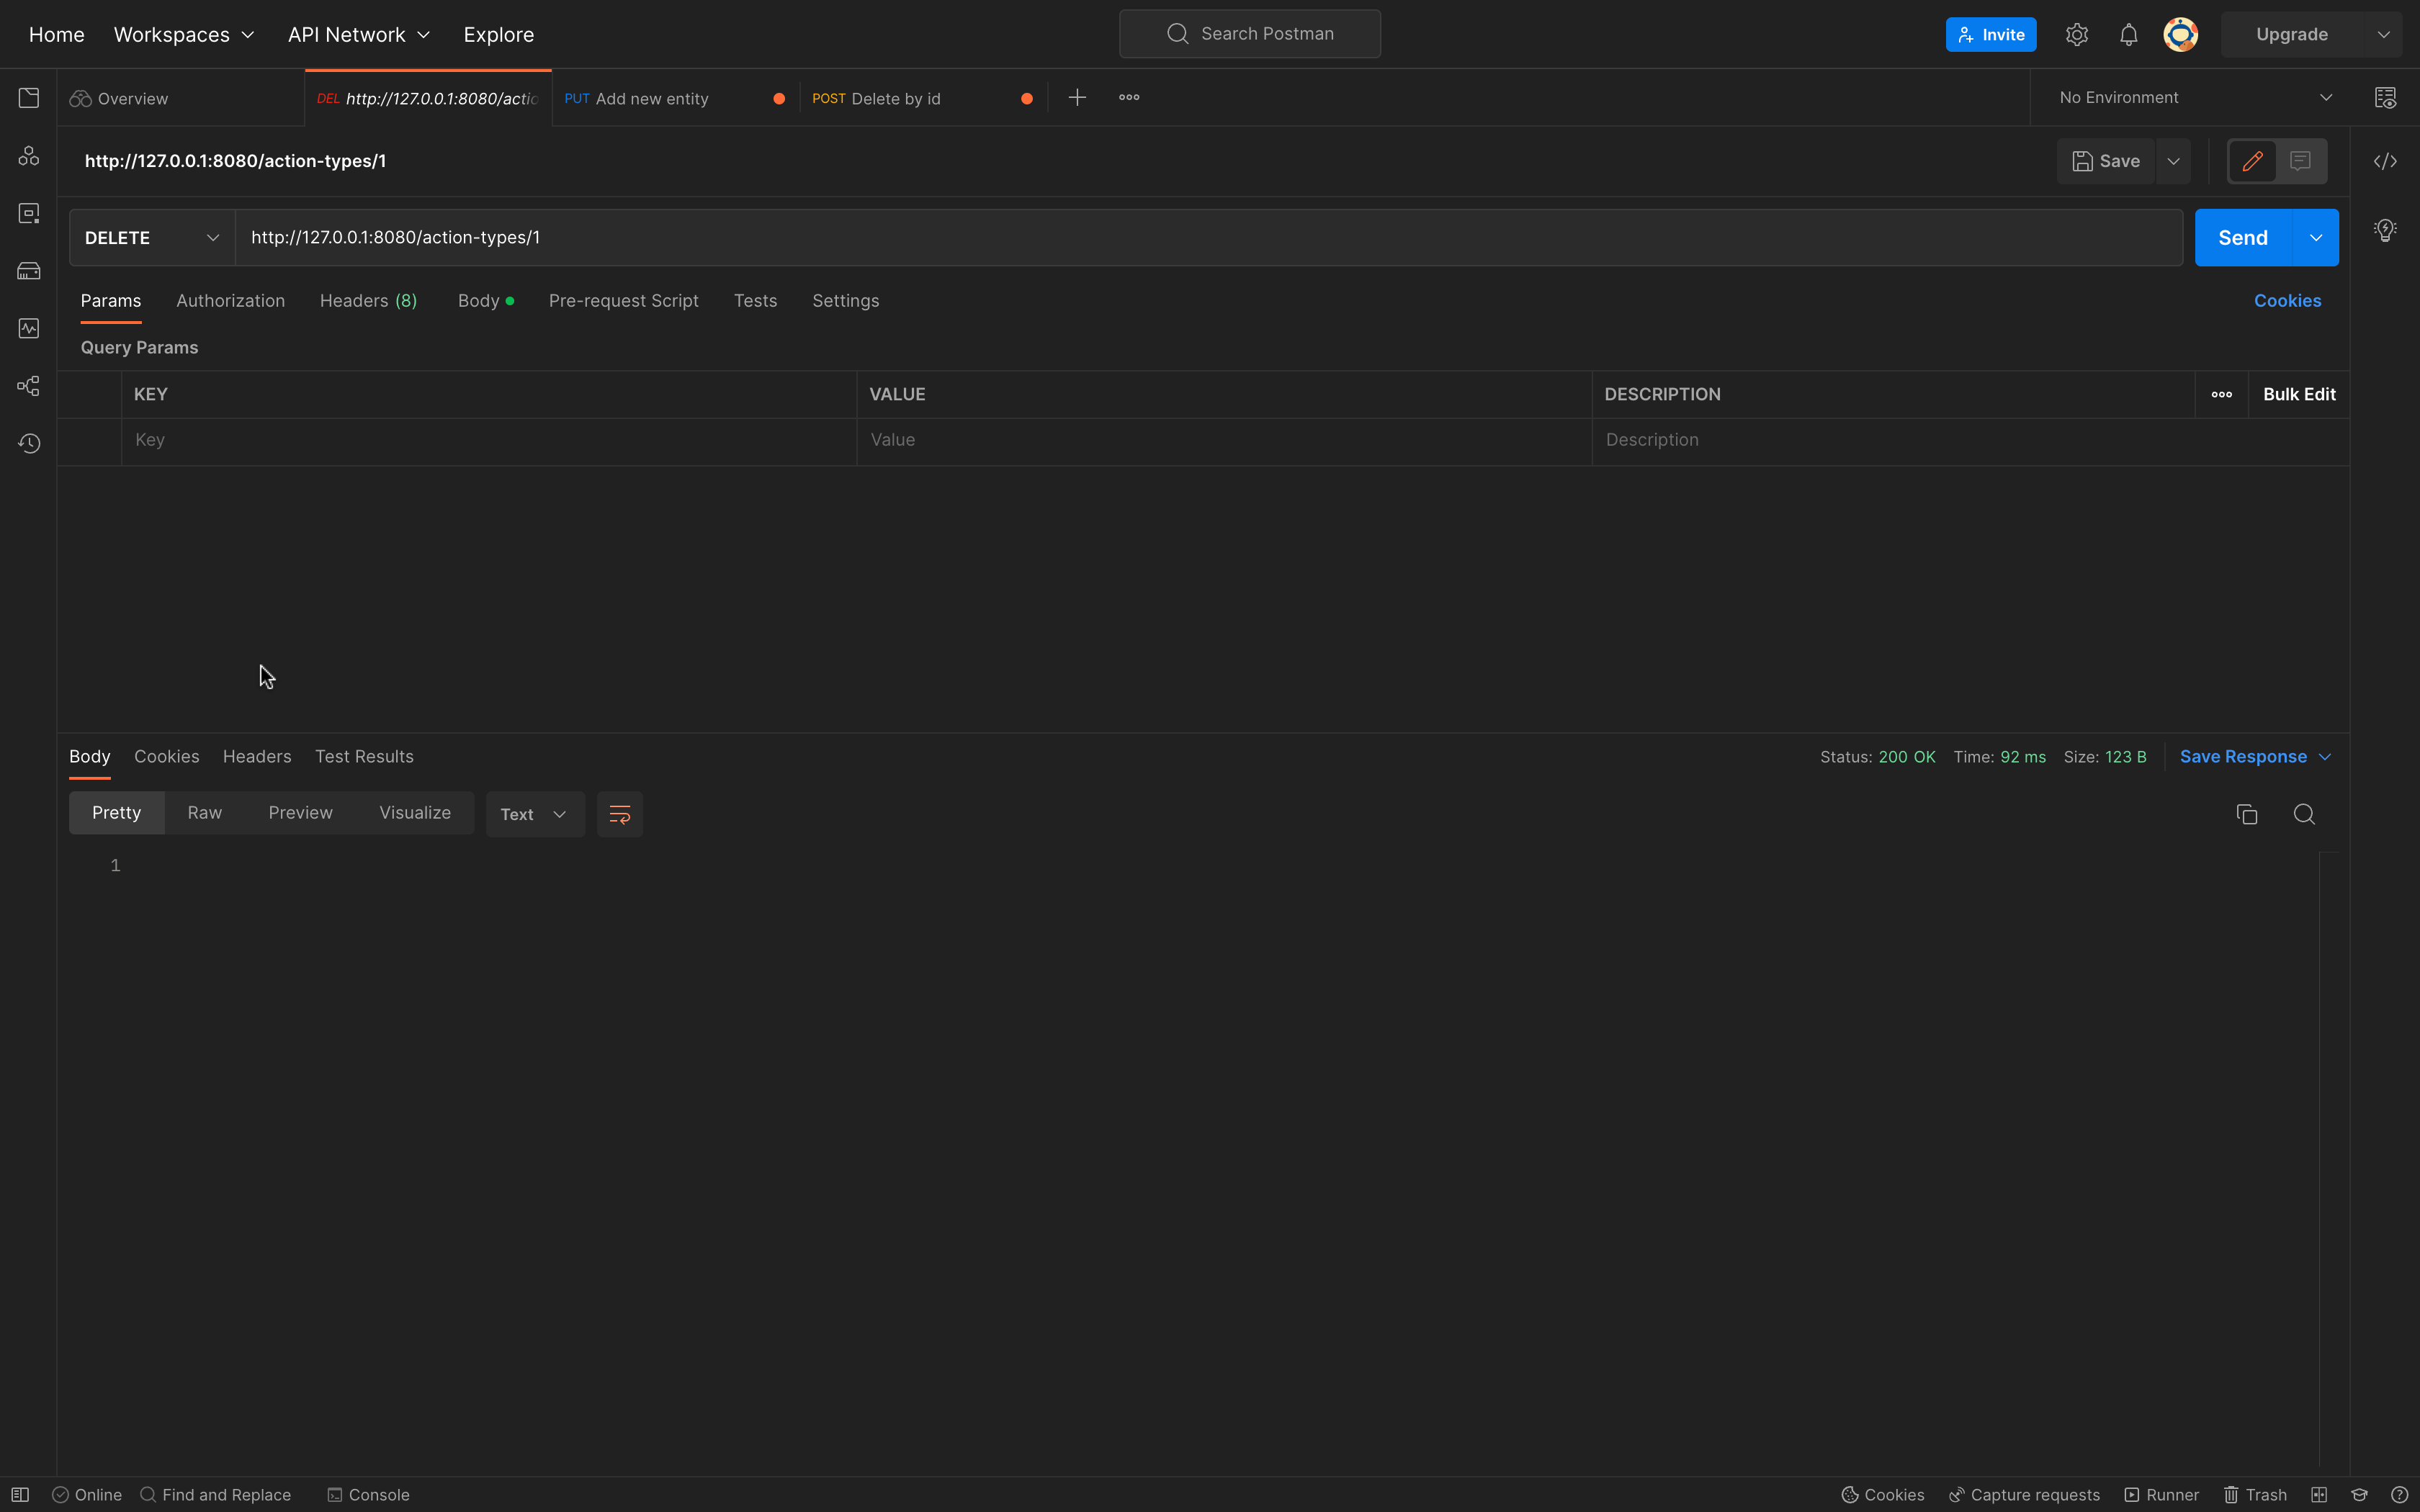 Home Workspaces API Network Explore Search Postman Invite Upgrade
Overview DEL http://127.0.0.1:8080/actio PUT Add new entity POST Delete by id No Environment
http://127.0.0.1:8080/action-types/1 Save
DELETE http://127.0.0.1:8080/action-types/1 Send
Params Authorization Headers (8) Body Pre-request Script Tests Settings Cookies
Query Params
KEY VALUE DESCRIPTION Bulk Edit
Key Value Description
Body Cookies Headers Test Results Status: 200 OK Time: 92 ms Size: 123 B Save Response
Pretty Raw Preview Visualize Text
1
Online Find and Replace Console Cookies Capture requests Runner Trash